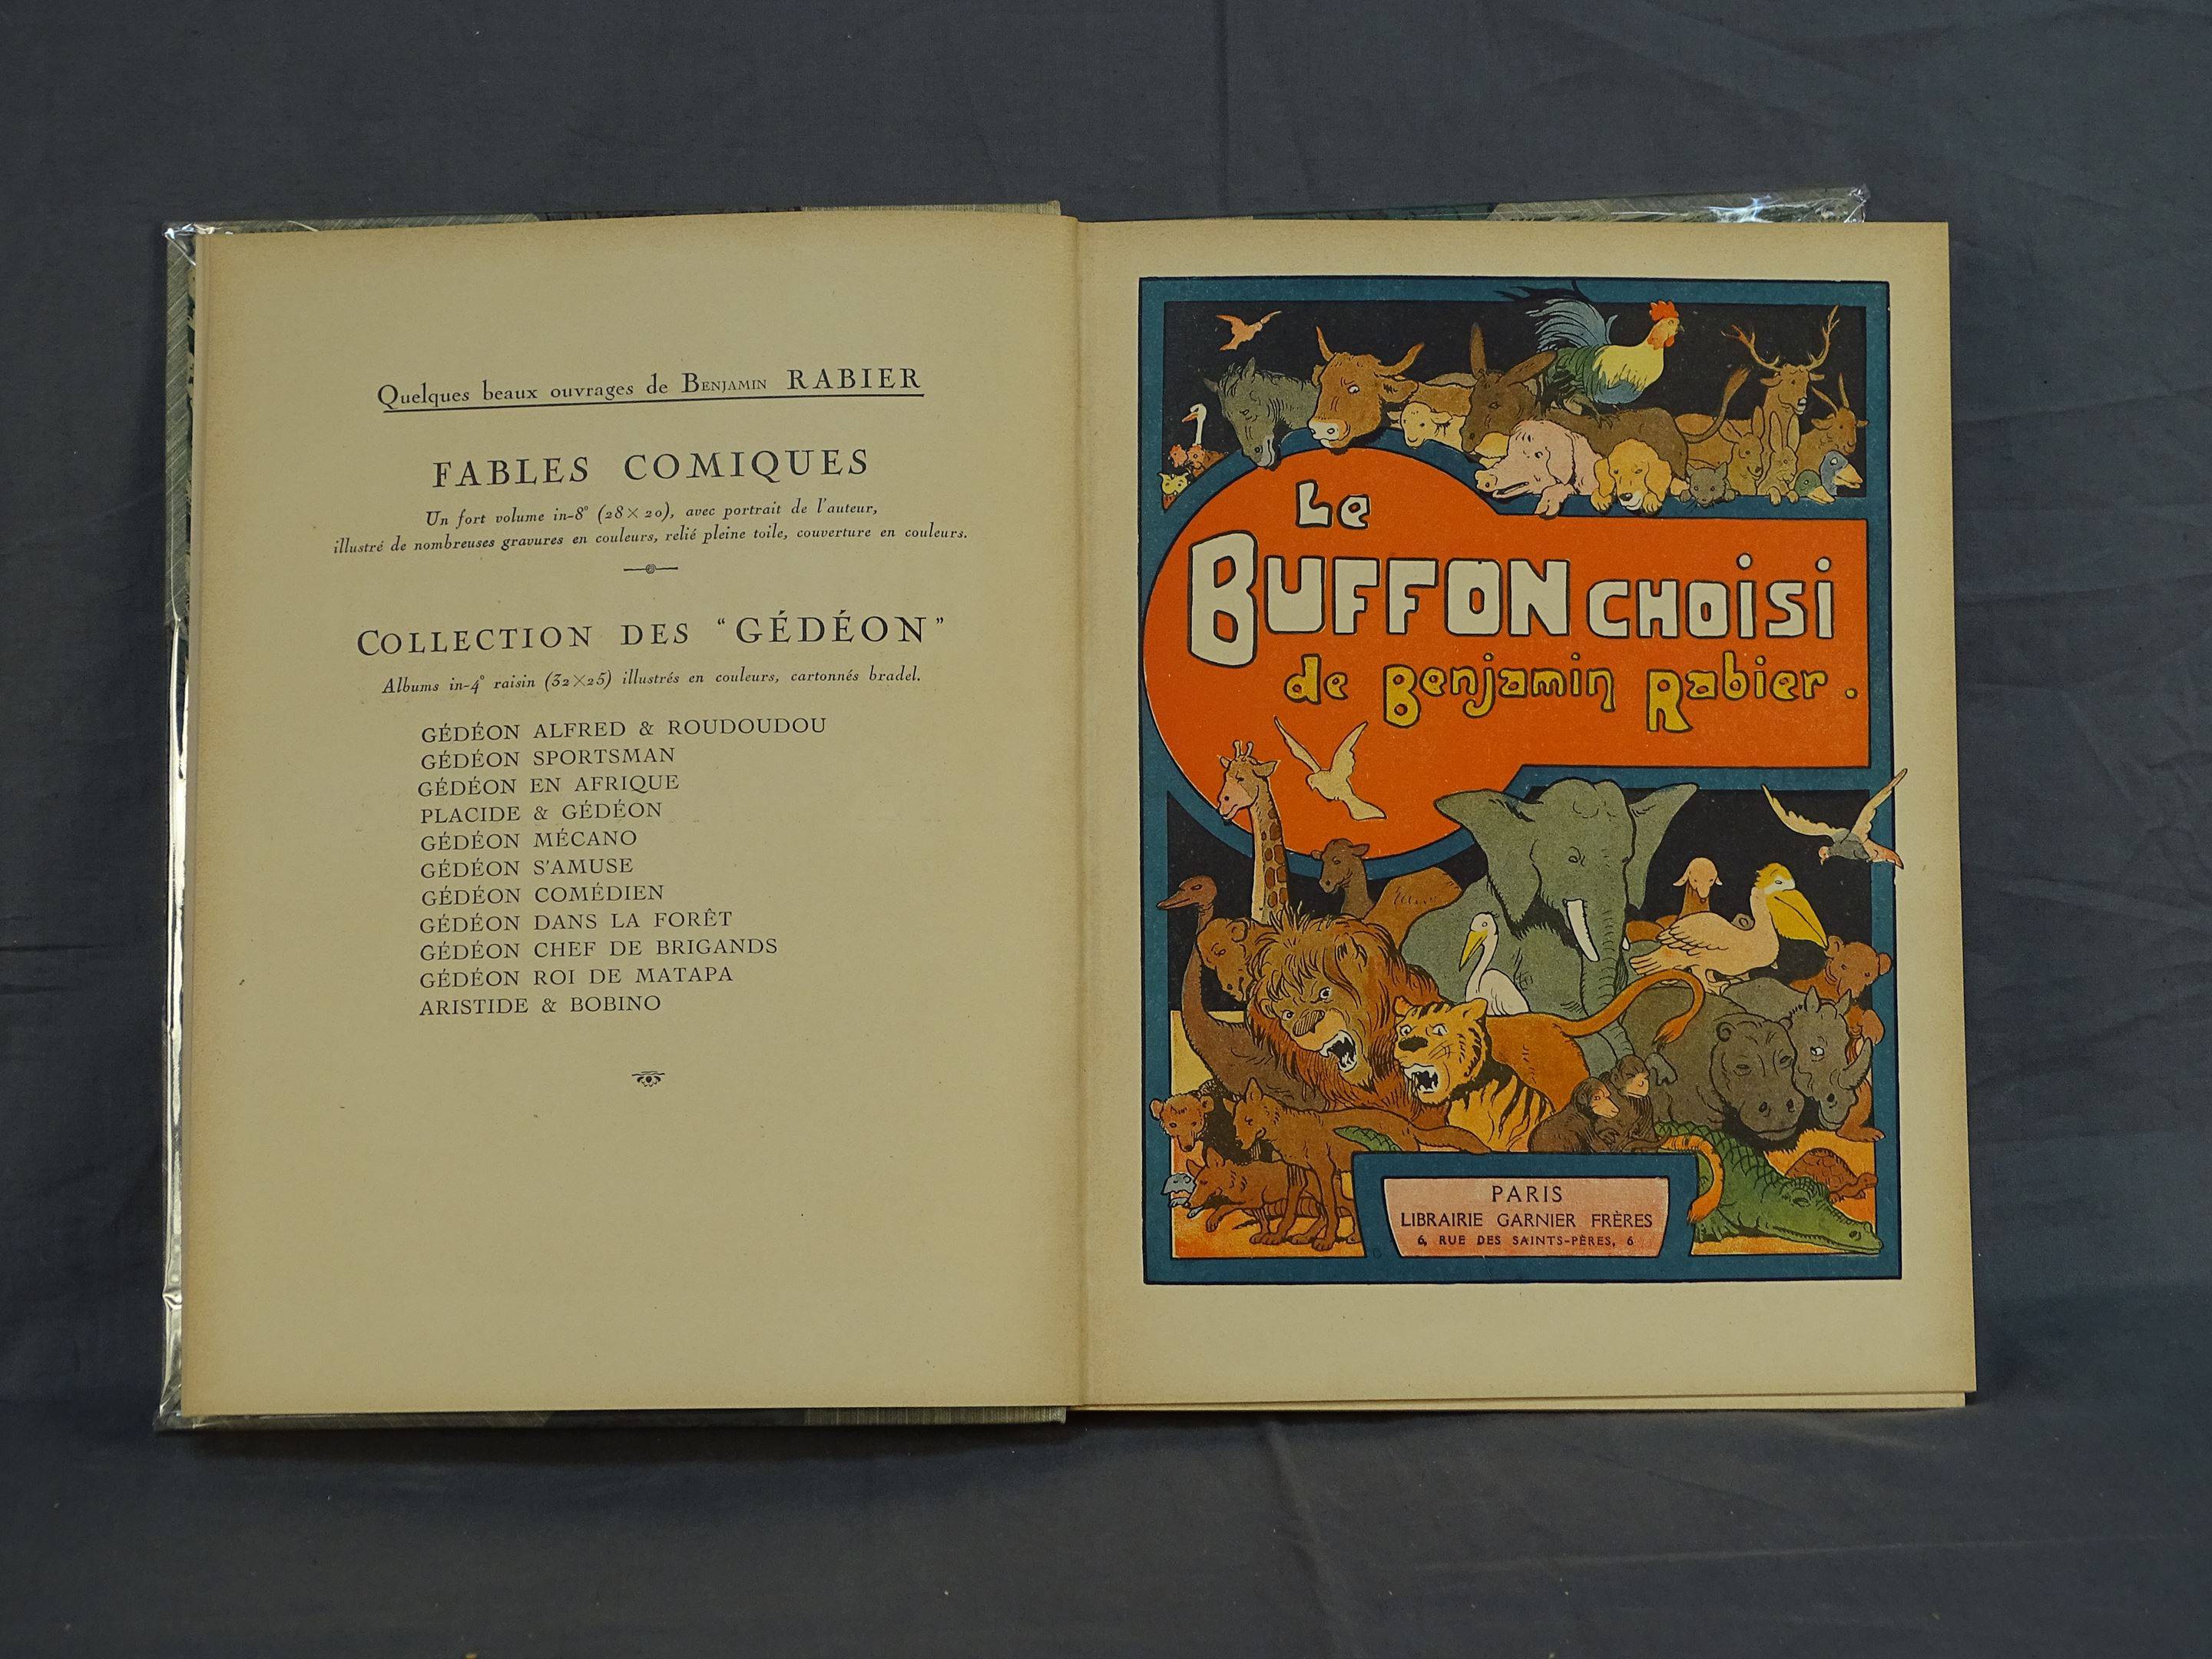 Quelques beaux ouvrages de BENJAMIN RABIER
FABLES COMIQUES
Un fort volume in-8° (28×20), avec portrait de l'auteur,
illustré de nombreuses gravures en couleurs, relié pleine toile, couverture en couleurs.
COLLECTION DES “GÉDÉON”
Albums in-4° raisin (32×25) illustrés en couleurs, cartonnés bradel.
GÉDÉON ALFRED & ROUDOUDOU
GÉDÉON SPORTSMAN
GÉDÉON EN AFRIQUE
PLACIDE & GÉDÉON
GÉDÉON MÉCANO
GÉDÉON S'AMUSE
GÉDÉON COMÉDIEN
GÉDÉON DANS LA FORÊT
GÉDÉON CHEF DE BRIGANDS
GÉDÉON ROI DE MATAPA
ARISTIDE & BOBINO
Le
BUFFON CHOISI
de Benjamin Rabier.
PARIS
LIBRAIRIE GARNIER FRÈRES
6, RUE DES SAINTS-PÈRES, 6